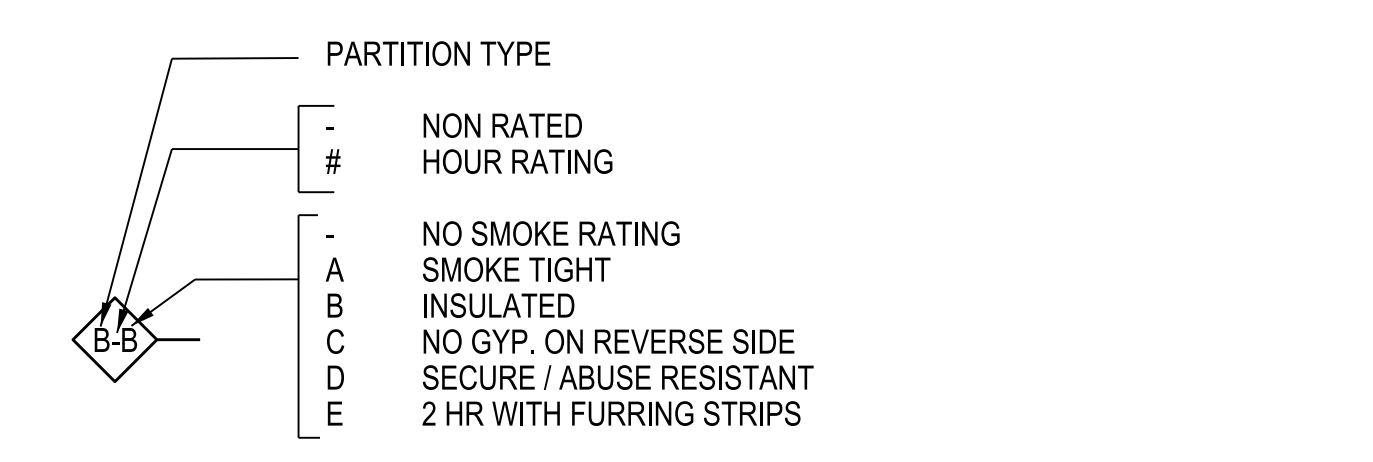 PARTITION TYPE
- NON RATED
# HOUR RATING
- NO SMOKE RATING
A SMOKE TIGHT
B INSULATED
B-B
C NO GYP. ON REVERSE SIDE
D SECURE / ABUSE RESISTANT
E 2 HR WITH FURRING STRIPS